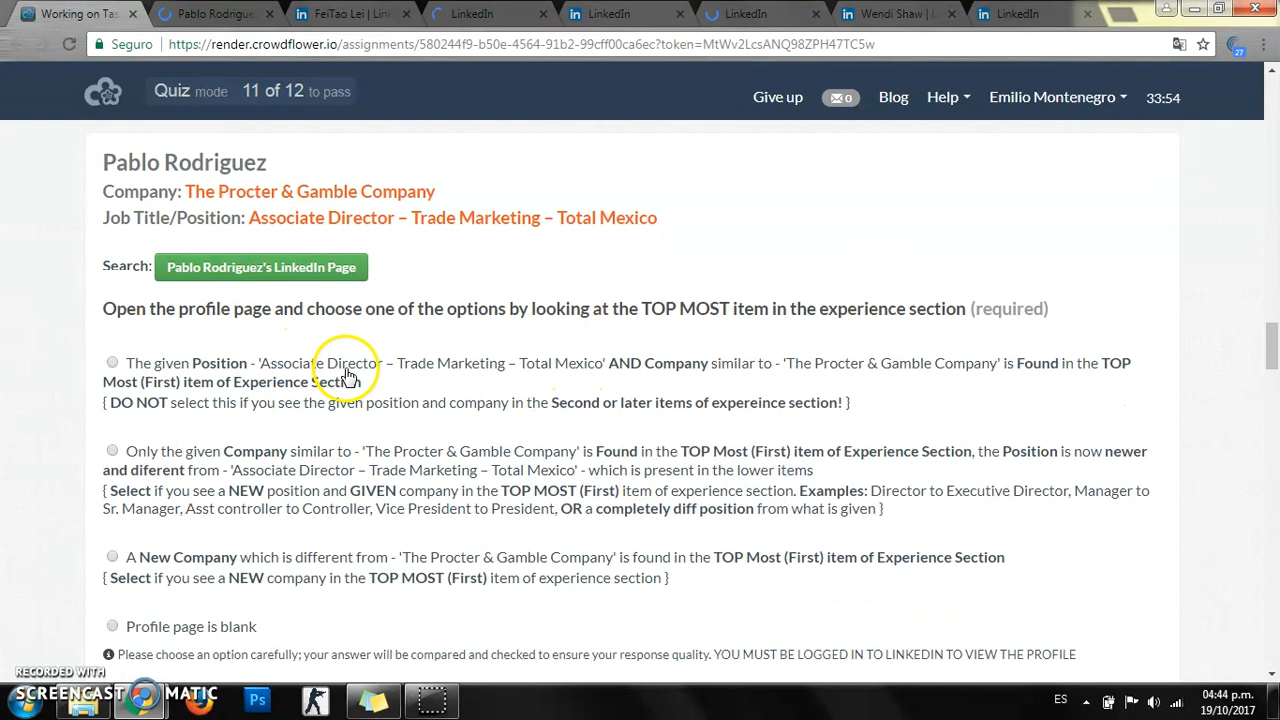 Working on Tas
Pablo Rodrigue
FeiTao Lei | Link
LinkedIn
LinkedIn
LinkedIn
Wendi Shaw | L
LinkedIn
Seguro https://render.crowdflower.io/assignments/580244f9-b50e-4564-91b2-99cff00ca6ec?token=MtWv2LcsANQ98ZPH47TC5w
27
Quiz mode 11 of 12 to pass
Give up 0 Blog Help Emilio Montenegro 33:54
Pablo Rodriguez
Company: The Procter & Gamble Company
Job Title/Position: Associate Director – Trade Marketing – Total Mexico
Search: Pablo Rodriguez's LinkedIn Page
Open the profile page and choose one of the options by looking at the TOP MOST item in the experience section (required)
The given Position - 'Associate Director – Trade Marketing – Total Mexico' AND Company similar to - 'The Procter & Gamble Company' is Found in the TOP
Most (First) item of Experience Section
{ DO NOT select this if you see the given position and company in the Second or later items of expereince section! }
Only the given Company similar to - 'The Procter & Gamble Company' is Found in the TOP Most (First) item of Experience Section, the Position is now newer
and diferent from - 'Associate Director – Trade Marketing – Total Mexico' - which is present in the lower items
{ Select if you see a NEW position and GIVEN company in the TOP MOST (First) item of experience section. Examples: Director to Executive Director, Manager to
Sr. Manager, Asst controller to Controller, Vice President to President, OR a completely diff position from what is given }
A New Company which is different from - 'The Procter & Gamble Company' is found in the TOP Most (First) item of Experience Section
{ Select if you see a NEW company in the TOP MOST (First) item of experience section }
Profile page is blank
Please choose an option carefully; your answer will be compared and checked to ensure your response quality. YOU MUST BE LOGGED IN TO LINKEDIN TO VIEW THE PROFILE
RECORDED WITH
SCREENCAST MATIC
Ps
ES
04:44 p.m.
19/10/2017